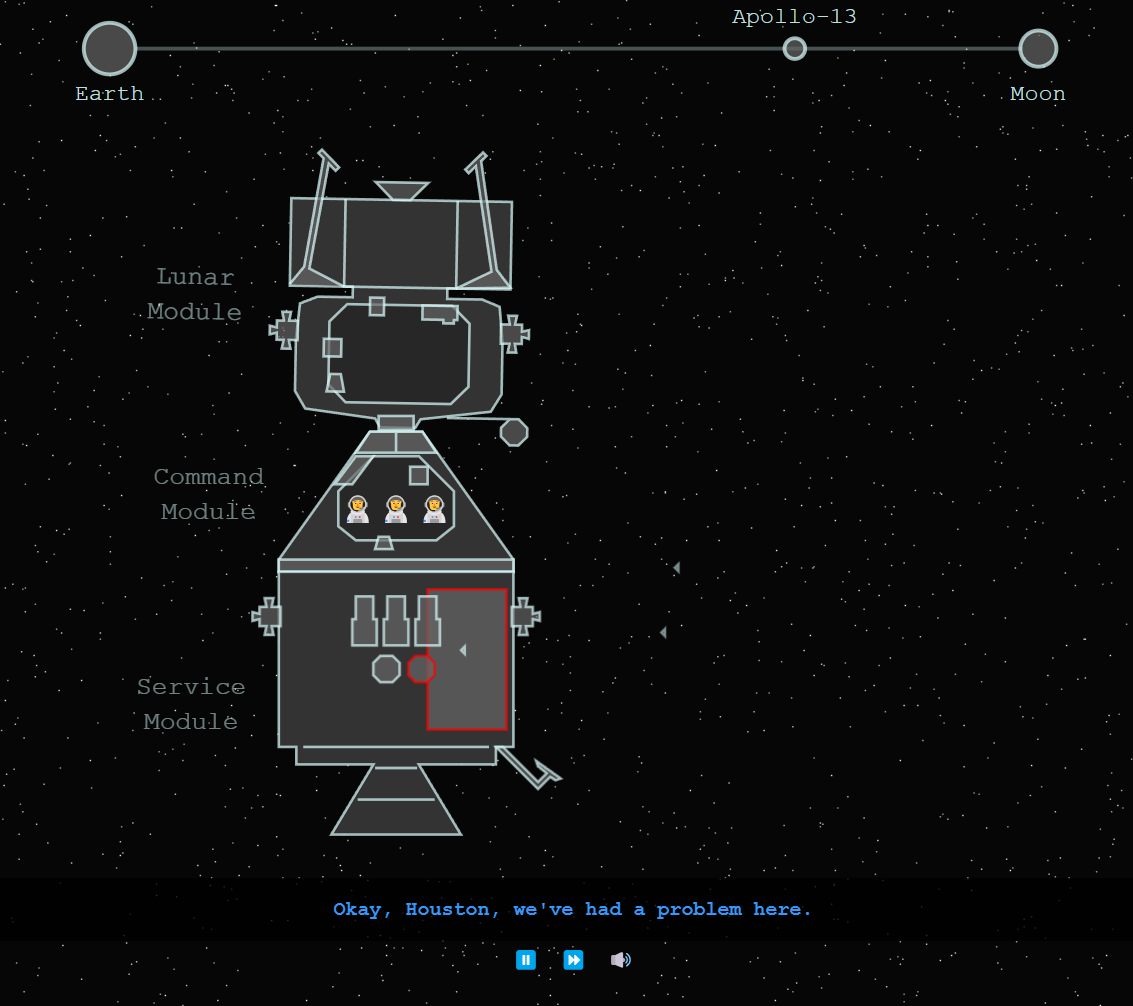 Apollo-13
Earth
Moon
Lunar
Module
Command
Module
Service
Module
Okay, Houston, we've had a problem here.